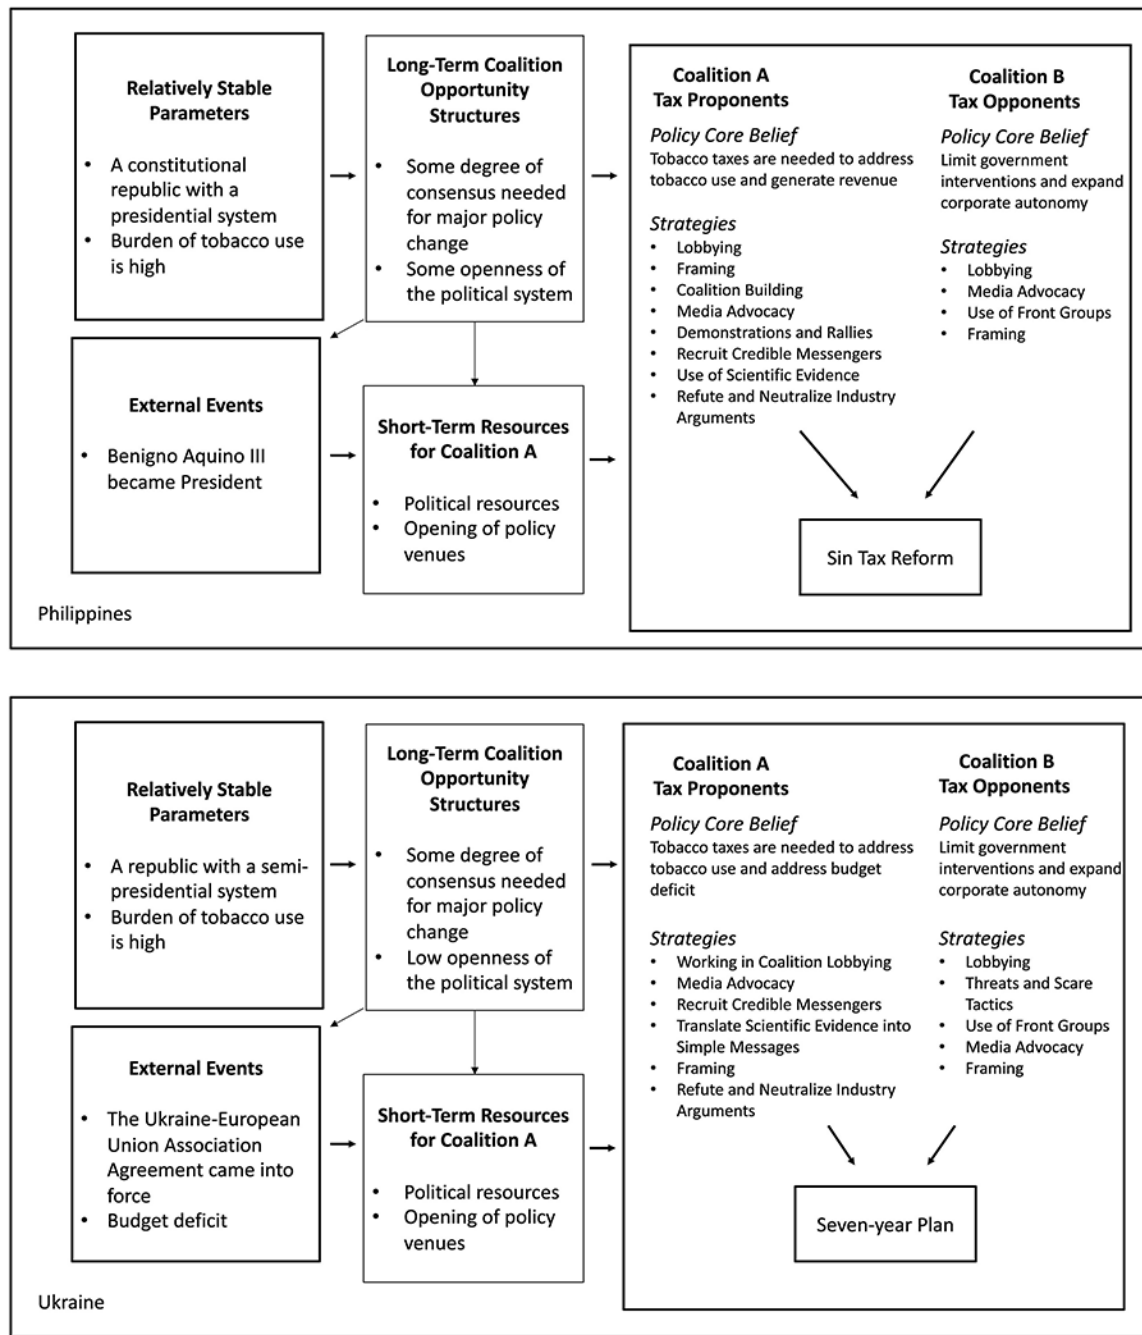 Relatively Stable
Parameters
• A constitutional
republic with a
presidential system
• Burden of tobacco use
is high
Long-Term Coalition
Opportunity
Structures
• Some degree of
consensus needed
for major policy
change
• Some openness of
the political system
External Events
• Benigno Aquino III
became President
Short-Term Resources
for Coalition A
• Political resources
• Opening of policy
venues
Coalition A
Tax Proponents
Policy Core Belief
Tobacco taxes are needed to address
tobacco use and generate revenue
Strategies
• Lobbying
• Framing
• Coalition Building
• Media Advocacy
• Demonstrations and Rallies
• Recruit Credible Messengers
• Use of Scientific Evidence
• Refute and Neutralize Industry
Arguments
Coalition B
Tax Opponents
Policy Core Belief
Limit government
interventions and expand
corporate autonomy
Strategies
• Lobbying
• Media Advocacy
• Use of Front Groups
• Framing
Sin Tax Reform
Philippines
Relatively Stable
Parameters
• A republic with a semi-
presidential system
• Burden of tobacco use
is high
Long-Term Coalition
Opportunity
Structures
• Some degree of
consensus needed
for major policy
change
• Low openness of
the political system
External Events
• The Ukraine-European
Union Association
Agreement came into
force
• Budget deficit
Short-Term Resources
for Coalition A
• Political resources
• Opening of policy
venues
Coalition A
Tax Proponents
Policy Core Belief
Tobacco taxes are needed to address
tobacco use and address budget
deficit
Strategies
• Working in Coalition Lobbying
• Media Advocacy
• Recruit Credible Messengers
• Translate Scientific Evidence into
Simple Messages
• Framing
• Refute and Neutralize Industry
Arguments
Coalition B
Tax Opponents
Policy Core Belief
Limit government
interventions and expand
corporate autonomy
Strategies
• Lobbying
• Threats and Scare
Tactics
• Use of Front Groups
• Media Advocacy
• Framing
Seven-year Plan
Ukraine